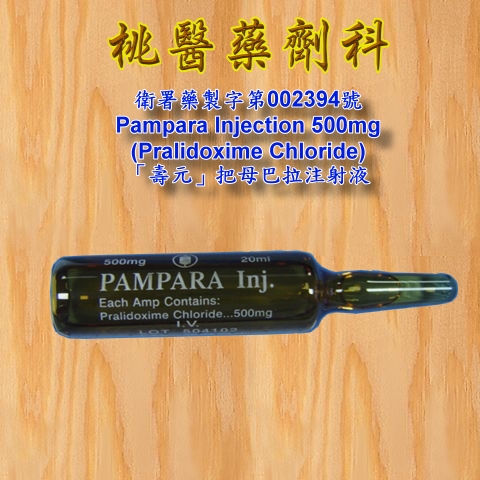 桃醫藥劑科
衛署藥製字第002394號
Pampara Injection 500mg
(Pralidoxime Chloride)
「壽元」把母巴拉注射液
500mg 20ml
PAMPARA Inj.
Each Amp Contains:
Pralidoxime Chloride...500mg
I.V.
LOT 504102